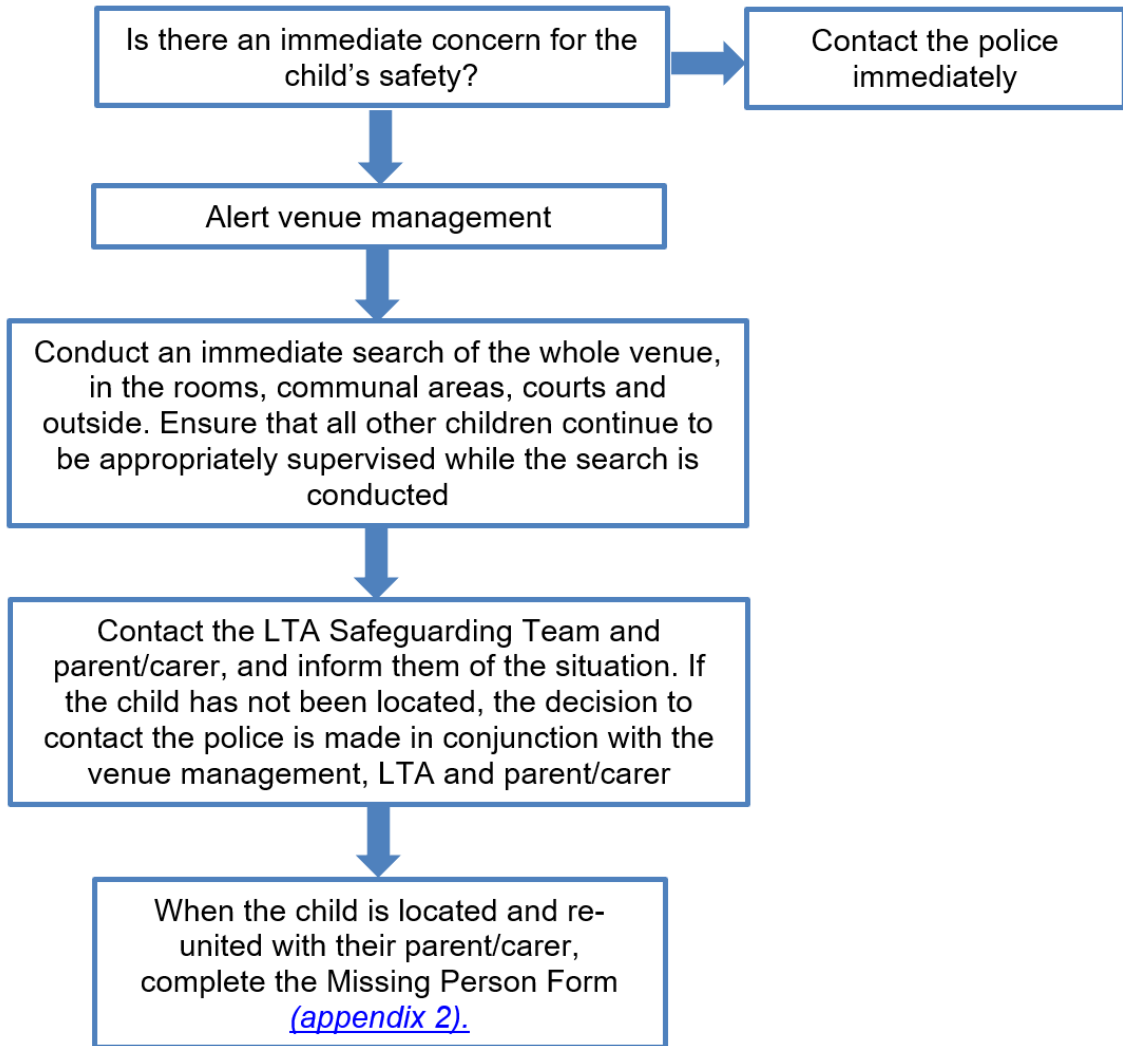 Is there an immediate concern for the
child’s safety?
Contact the police
immediately
Alert venue management
Conduct an immediate search of the whole venue,
in the rooms, communal areas, courts and
outside. Ensure that all other children continue to
be appropriately supervised while the search is
conducted
Contact the LTA Safeguarding Team and
parent/carer, and inform them of the situation. If
the child has not been located, the decision to
contact the police is made in conjunction with the
venue management, LTA and parent/carer
When the child is located and re-
united with their parent/carer,
complete the Missing Person Form
(appendix 2).